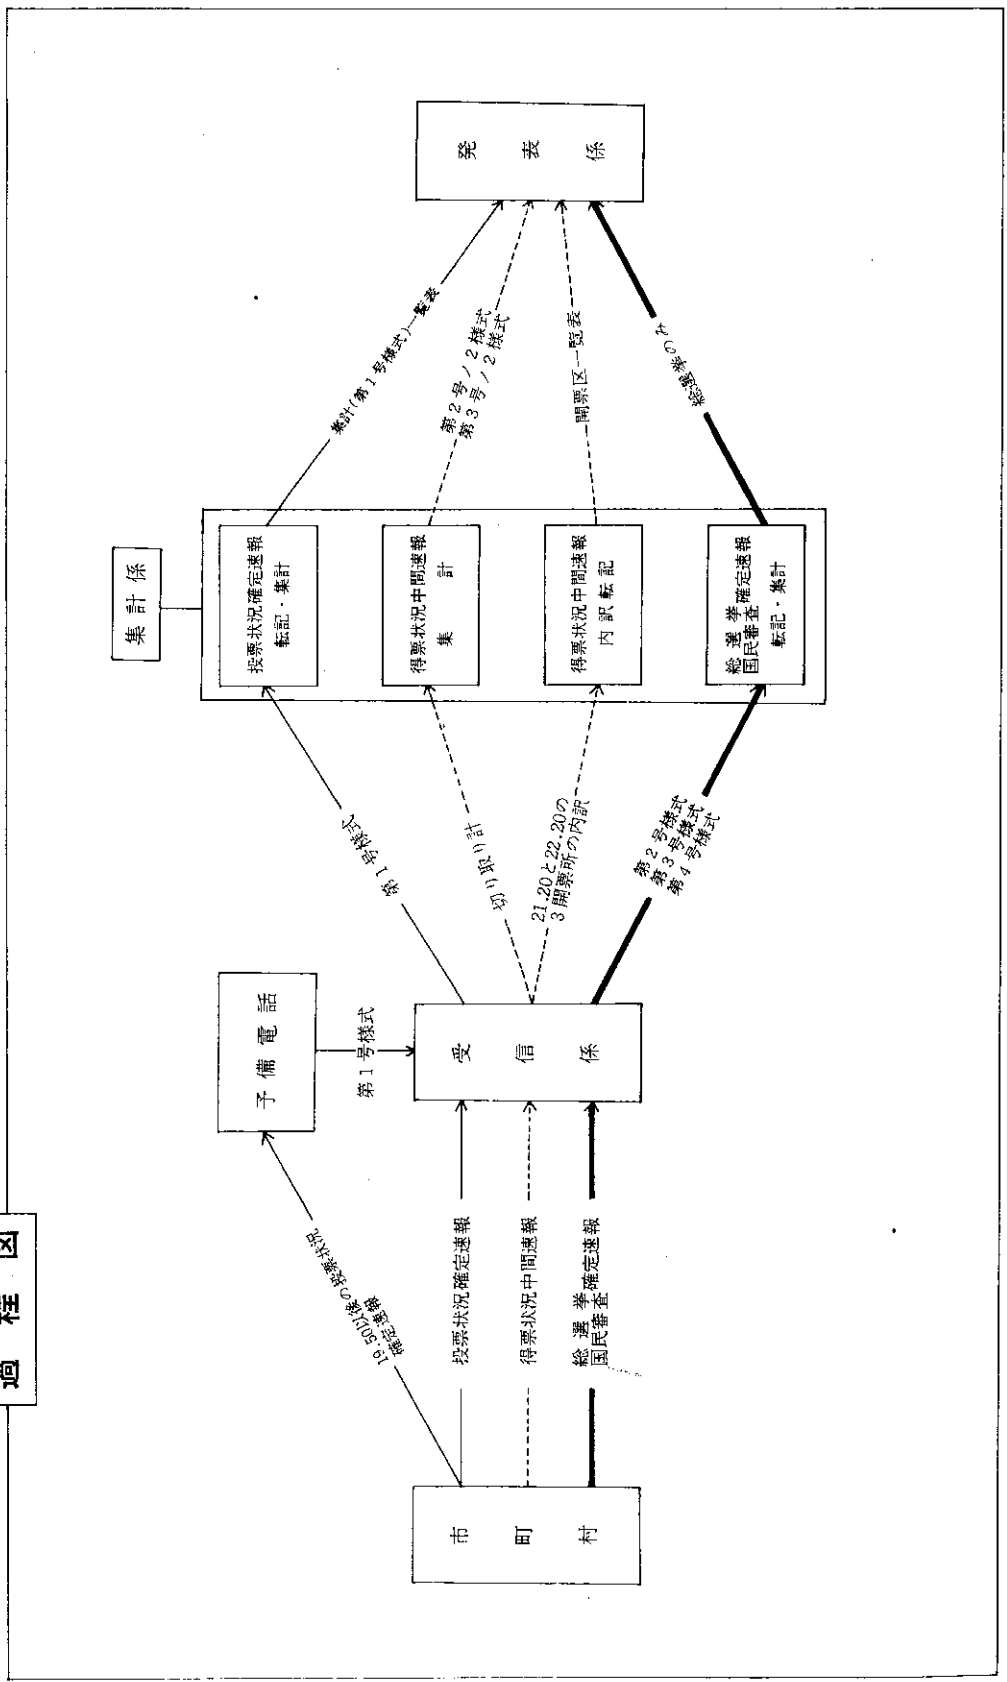 過程図
市町村
19.50以後の投票状況
確定速報
投票状況確定速報
得票状況中間速報
総選挙
国民審査
確定速報
予備電話
第1号様式
受信係
第1号様式
切り取り計
21.20と22.20の
3開票所の内訳
第2号様式
第3号様式
第4号様式
集計係
投票状況確定速報
転記・集計
得票状況中間速報
集計
得票状況中間速報
内訳転記
総選挙
国民審査
確定速報
転記・集計
集計(第1号様式)一覧表
第2号ノ2様式
第3号ノ2様式
開票区一覧表
総選挙のみ
発表係